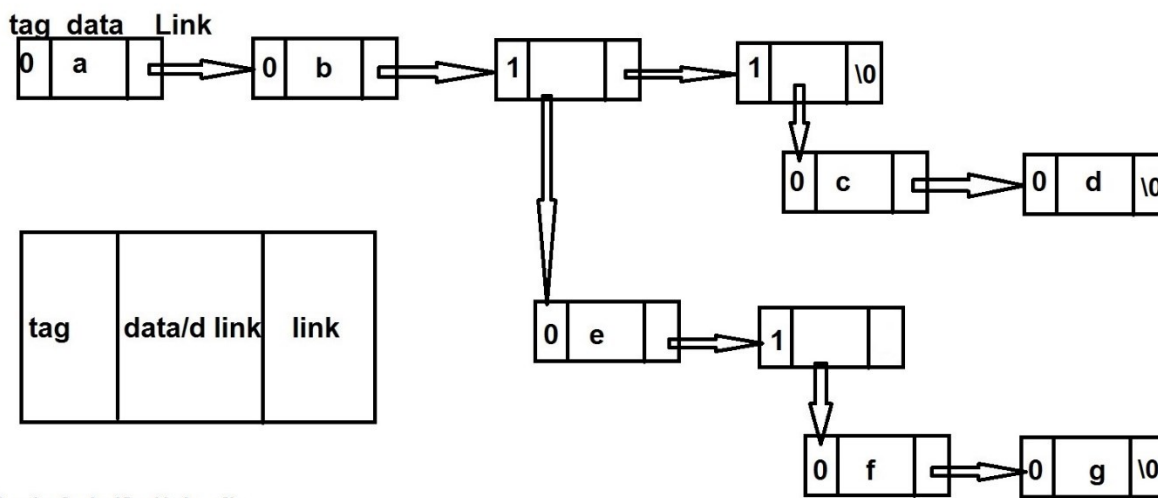 tag data Link
0 a 0 b 1 1 \0
0 c 0 d \0
tag data/d link link
0 e 1
0 f 0 g \0